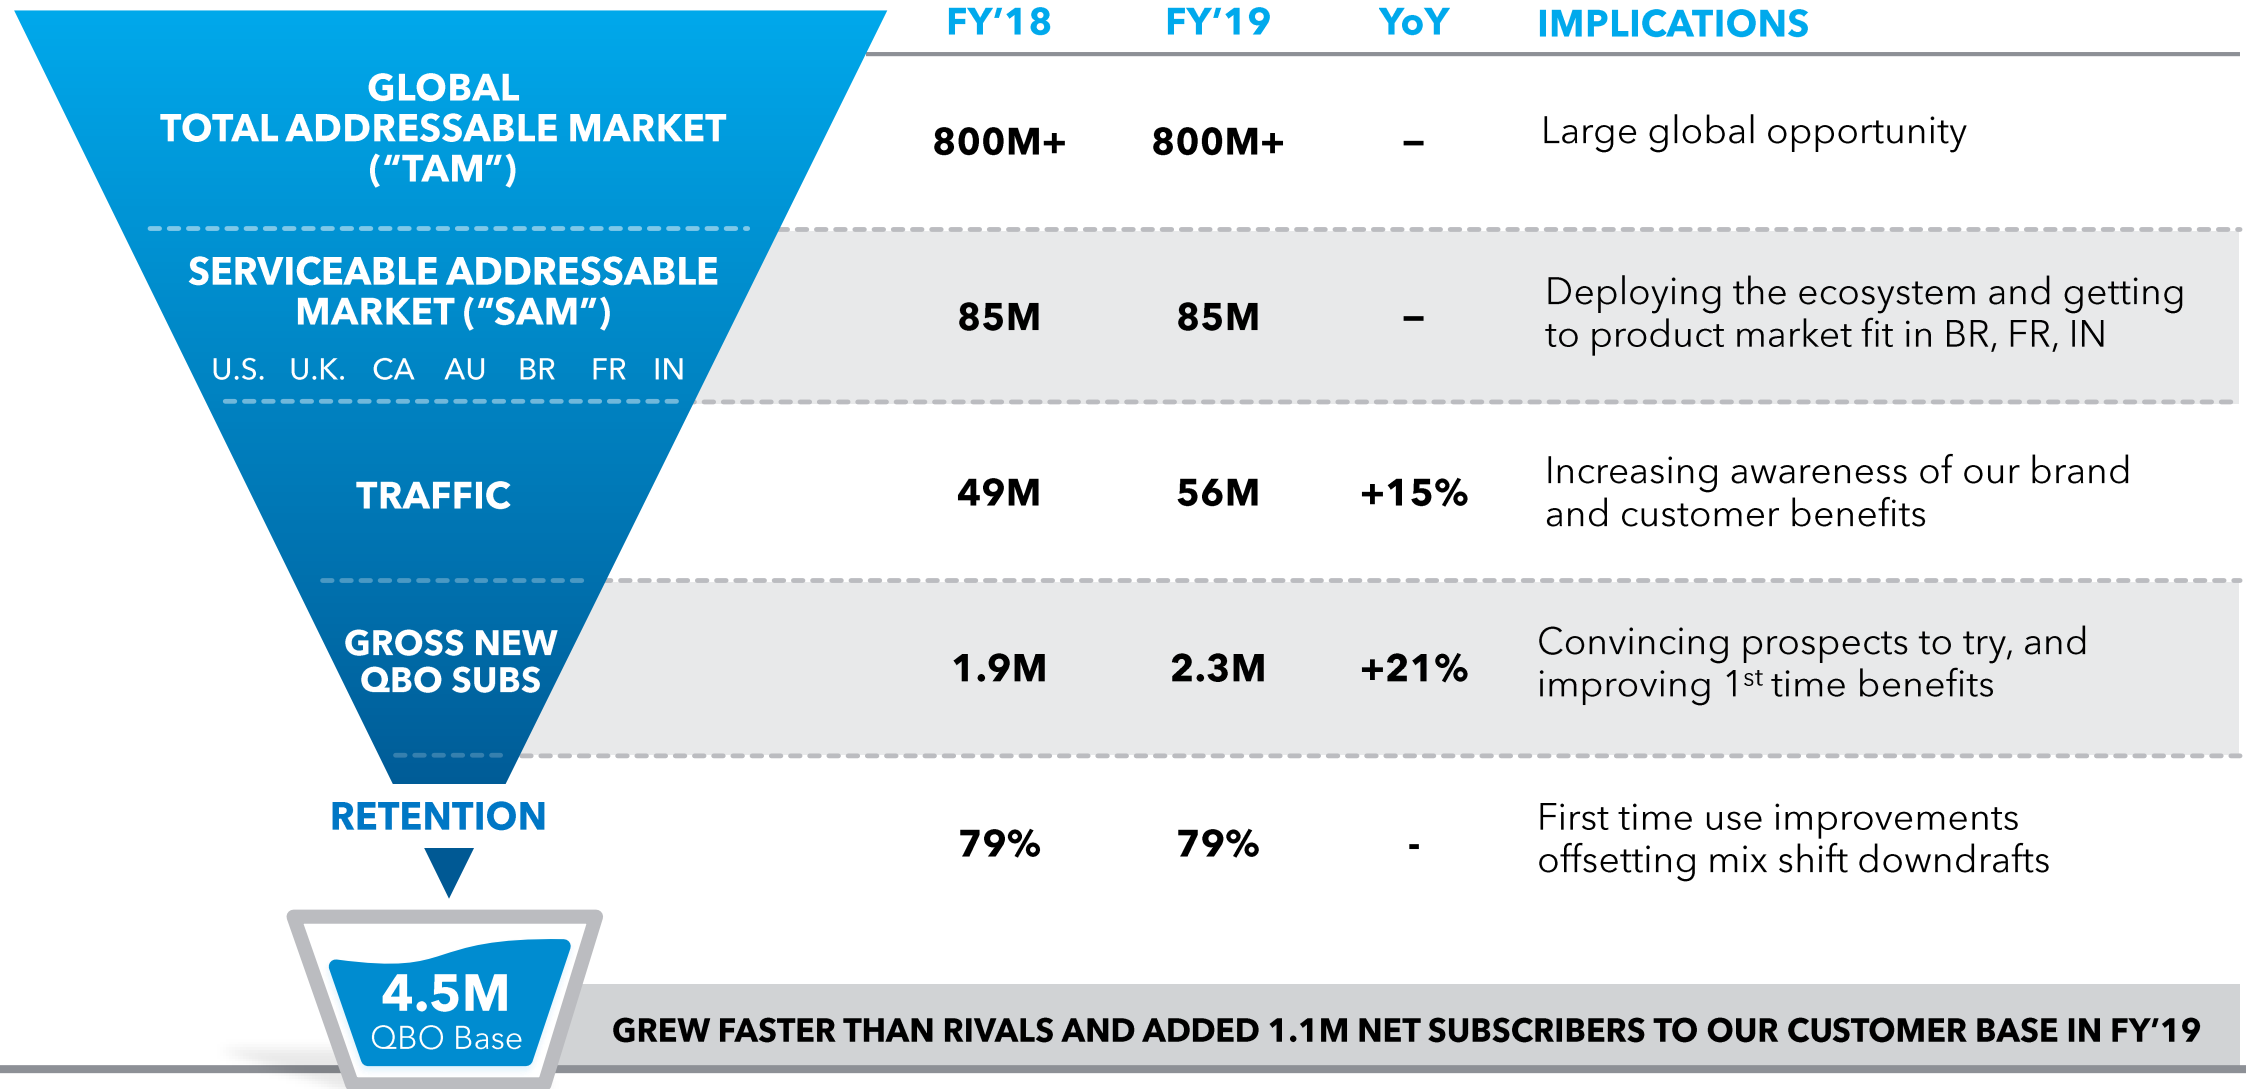 FY’18 FY’19 YoY IMPLICATIONS
GLOBAL
TOTAL ADDRESSABLE MARKET
(“TAM”)
800M+ 800M+ – Large global opportunity
SERVICEABLE ADDRESSABLE
MARKET (“SAM”)
U.S. U.K. CA AU BR FR IN
85M 85M –
Deploying the ecosystem and getting
to product market fit in BR, FR, IN
TRAFFIC
49M 56M +15%
Increasing awareness of our brand
and customer benefits
GROSS NEW
QBO SUBS
1.9M 2.3M +21%
Convincing prospects to try, and
improving 1st time benefits
RETENTION
79% 79% -
First time use improvements
offsetting mix shift downdrafts
4.5M
QBO Base
GREW FASTER THAN RIVALS AND ADDED 1.1M NET SUBSCRIBERS TO OUR CUSTOMER BASE IN FY’19